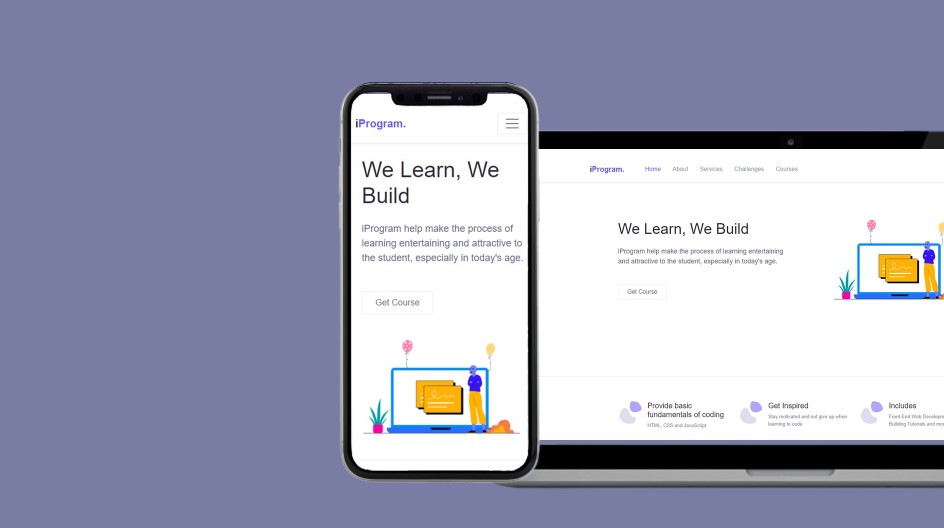 iProgram.
We Learn, We
Build
iProgram help make the process of
learning entertaining and attractive to
the student, especially in today's age.
Get Course
iProgram.
Home
About
Services
Challenges
Courses
We Learn, We Build
iProgram help make the process of learning entertaining
and attractive to the student, especially in today's age.
Get Course
Provide basic
fundamentals of coding
HTML, CSS and JavaScript
Get Inspired
Stay motivated and not give up when
learning to code.
Includes
Front-End Web Developm
Building Tutorials and mor